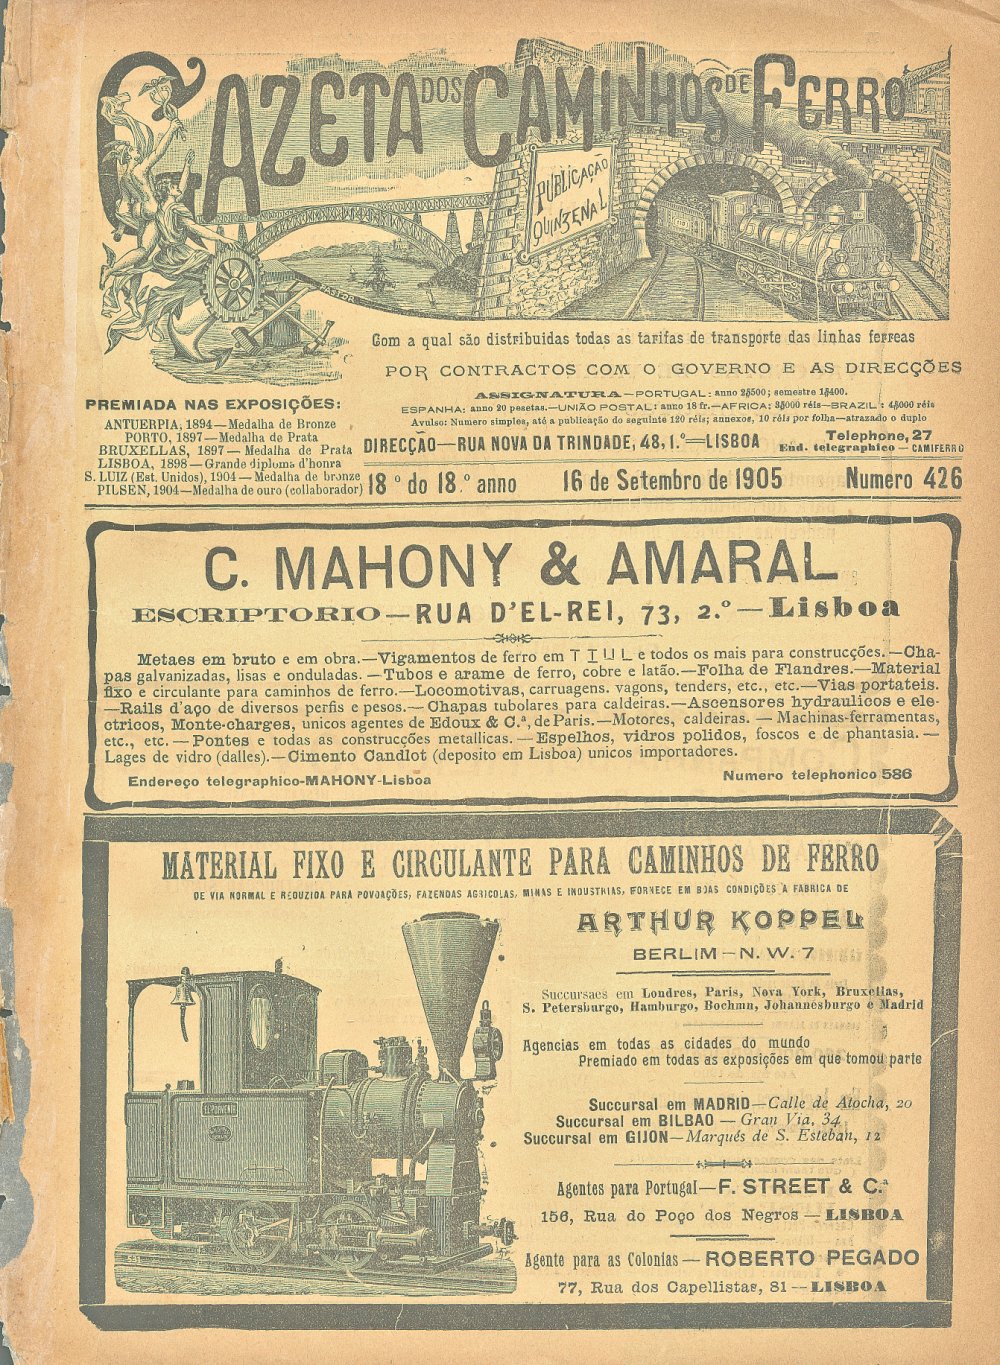 GAZETA DOS CAMINHOS DE FERRO
PUBLICAÇÃO
QUINZENAL
PASTOR
Com a qual são distribuidas todas as tarifas de transporte das linhas ferreas
POR CONTRACTOS COM O GOVERNO E AS DIRECÇÕES
PREMIADA NAS EXPOSIÇÕES:
ANTUERPIA, 1894—Medalha de Bronze
PORTO, 1897—Medalha de Prata
BRUXELLAS, 1897—Medalha de Prata
LISBOA, 1898—Grande diploma d'honra
S. LUIZ (Est. Unidos), 1904—Medalha de bronze
PILSEN, 1904—Medalha de ouro (collaborador)
ASSIGNATURA—PORTUGAL: anno 2$500; semestre 1$400.
ESPANHA: anno 20 pesetas.—UNIÃO POSTAL: anno 18 fr.—AFRICA: 3$000 réis—BRAZIL: 4$000 réis
Avulso: Numero simples, até a publicação do seguinte 120 réis; annexos, 10 réis por folha—atrazado o duplo
DIRECÇÃO—RUA NOVA DA TRINDADE, 48, 1.º—LISBOA
Telephone, 27
End. telegraphico—CAMIFERRO
18º do 18.º anno 16 de Setembro de 1905 Numero 426
C. MAHONY & AMARAL
ESCRIPTORIO—RUA D'EL-REI, 73, 2.º—Lisboa
Metaes em bruto e em obra.—Vigamentos de ferro em T I U L e todos os mais para construcções.—Cha-
pas galvanizadas, lisas e onduladas.—Tubos e arame de ferro, cobre e latão.—Folha de Flandres.—Material
fixo e circulante para caminhos de ferro.—Locomotivas, carruagens. vagons, tenders, etc., etc.—Vias portateis.
—Rails d'aço de diversos perfis e pesos.—Chapas tubolares para caldeiras.—Ascensores hydraulicos e ele-
ctricos, Monte-charges, unicos agentes de Edoux & C.ª, de Paris.—Motores, caldeiras.—Machinas-ferramentas,
etc., etc.—Pontes e todas as construcções metallicas.—Espelhos, vidros polidos, foscos e de phantasia.—
Lages de vidro (dalles).—Cimento Candlot (deposito em Lisboa) unicos importadores.
Endereço telegraphico-MAHONY-Lisboa Numero telephonico 586
MATERIAL FIXO E CIRCULANTE PARA CAMINHOS DE FERRO
DE VIA NORMAL E REDUZIDA PARA POVOAÇÕES, FAZENDAS AGRICOLAS, MINAS E INDUSTRIAS, FORNECE EM BOAS CONDIÇÕES A FABRICA DE
ARTHUR KOPPEL
BERLIM—N. W. 7
Succursaes em Londres, Paris, Nova York, Bruxellas,
S. Petersburgo, Hamburgo, Bochmn, Johannesburgo e Madrid
Agencias em todas as cidades do mundo
Premiado em todas as exposições em que tomou parte
Succursal em MADRID—Calle de Atocha, 20
Succursal em BILBAO—Gran Via, 34
Succursal em GIJON—Marqués de S. Esteban, 12
Agentes para Portugal—F. STREET & C.ª
156, Rua do Poço dos Negros—LISBOA
Agente para as Colonias—ROBERTO PEGADO
77, Rua dos Capellistas, 81—LISBOA
EL PORVENIR